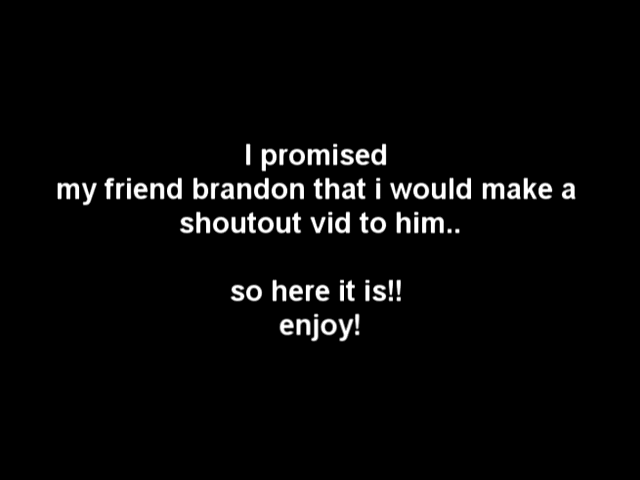 I promised
my friend brandon that i would make a
shoutout vid to him..
so here it is!!
enjoy!